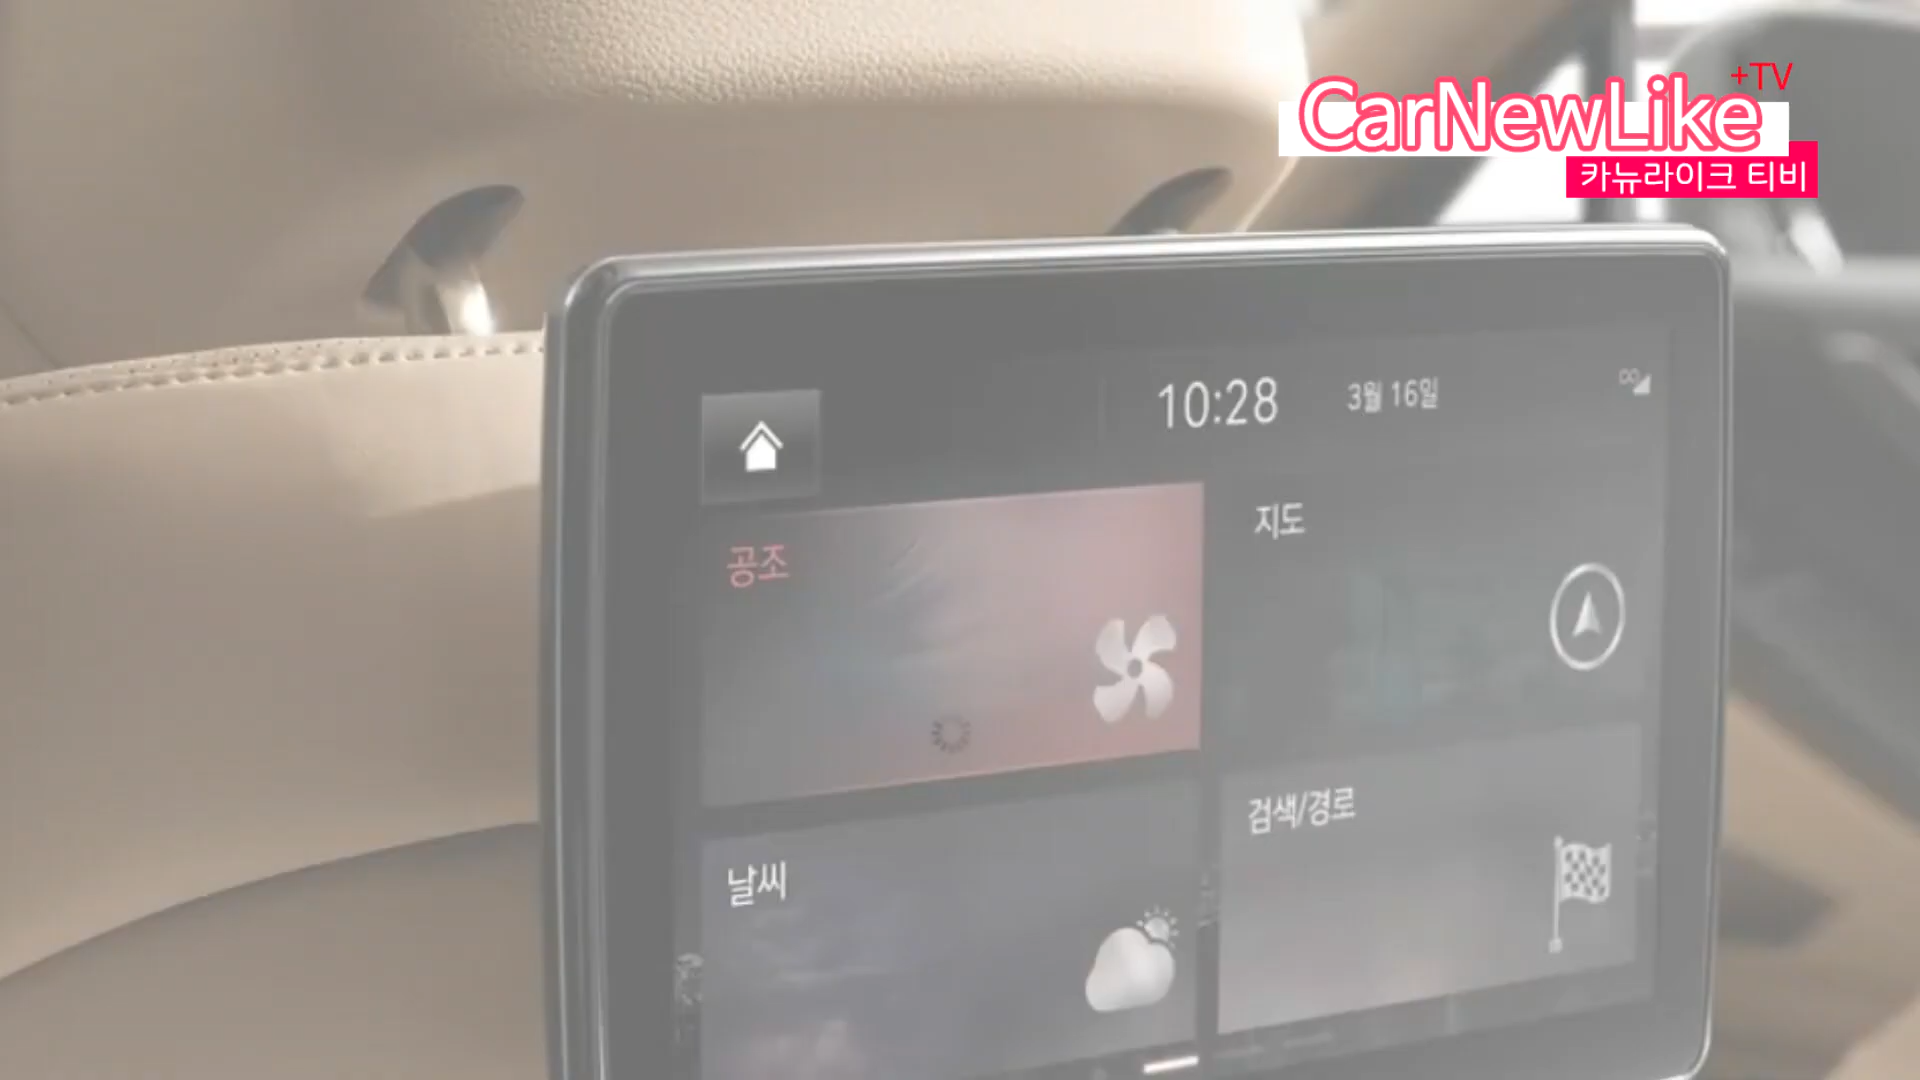 +TV
CarNewLike
카뉴라이크 티비
10:28 3월 16일
공조
지도
날씨
검색/경로